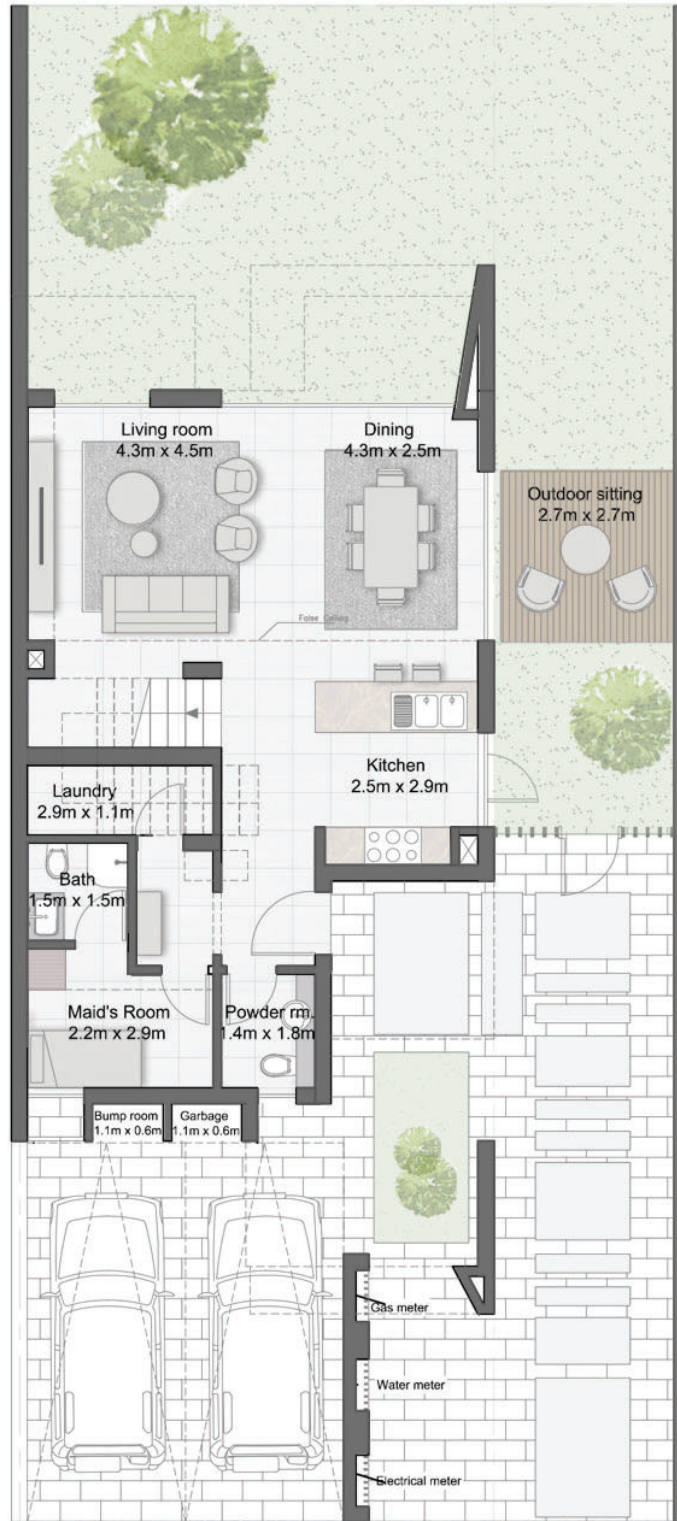 Living room
4.3m x 4.5m
Dining
4.3m x 2.5m
Outdoor sitting
2.7m x 2.7m
False Ceiling
Kitchen
2.5m x 2.9m
Laundry
2.9m x 1.1m
Bath
1.5m x 1.5m
Maid's Room
2.2m x 2.9m
Powder rm.
1.4m x 1.8m
Bump room
1.1m x 0.6m
Garbage
1.1m x 0.6m
Gas meter
Water meter
Electrical meter